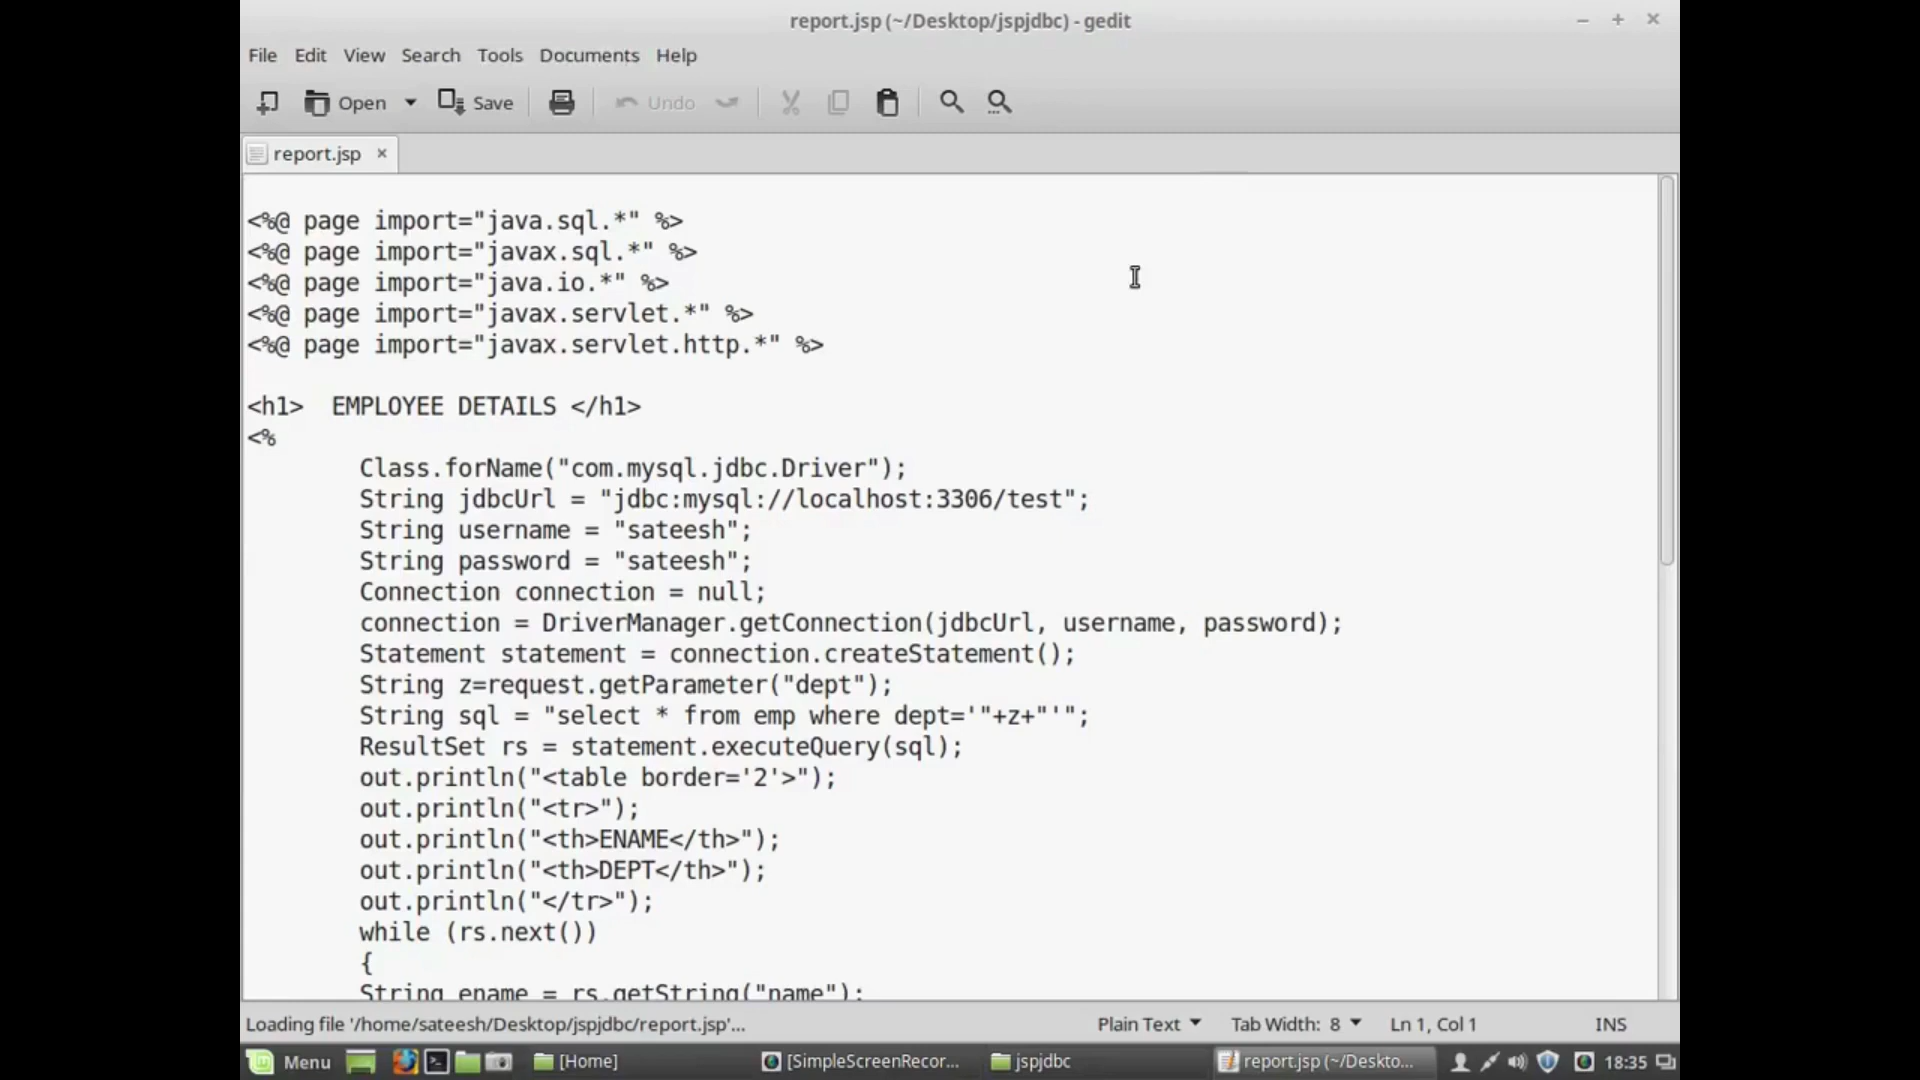 report.jsp (~/Desktop/jspjdbc) - gedit
File Edit View Search Tools Documents Help
Open Save Undo
report.jsp
<%@ page import="java.sql.*" %>
<%@ page import="javax.sql.*" %>
<%@ page import="java.io.*" %>
<%@ page import="javax.servlet.*" %>
<%@ page import="javax.servlet.http.*" %>
<h1>  EMPLOYEE DETAILS </h1>
<%
Class.forName("com.mysql.jdbc.Driver");
String jdbcUrl = "jdbc:mysql://localhost:3306/test";
String username = "sateesh";
String password = "sateesh";
Connection connection = null;
connection = DriverManager.getConnection(jdbcUrl, username, password);
Statement statement = connection.createStatement();
String z=request.getParameter("dept");
String sql = "select * from emp where dept='"+z+"'";
ResultSet rs = statement.executeQuery(sql);
out.println("<table border='2'>");
out.println("<tr>");
out.println("<th>ENAME</th>");
out.println("<th>DEPT</th>");
out.println("</tr>");
while (rs.next())
{
String ename = rs.getString("name");
Loading file '/home/sateesh/Desktop/jspjdbc/report.jsp'... Plain Text Tab Width: 8 Ln 1, Col 1 INS
Menu [Home] [SimpleScreenRecor... jspjdbc report.jsp (~/Deskto... 18:35